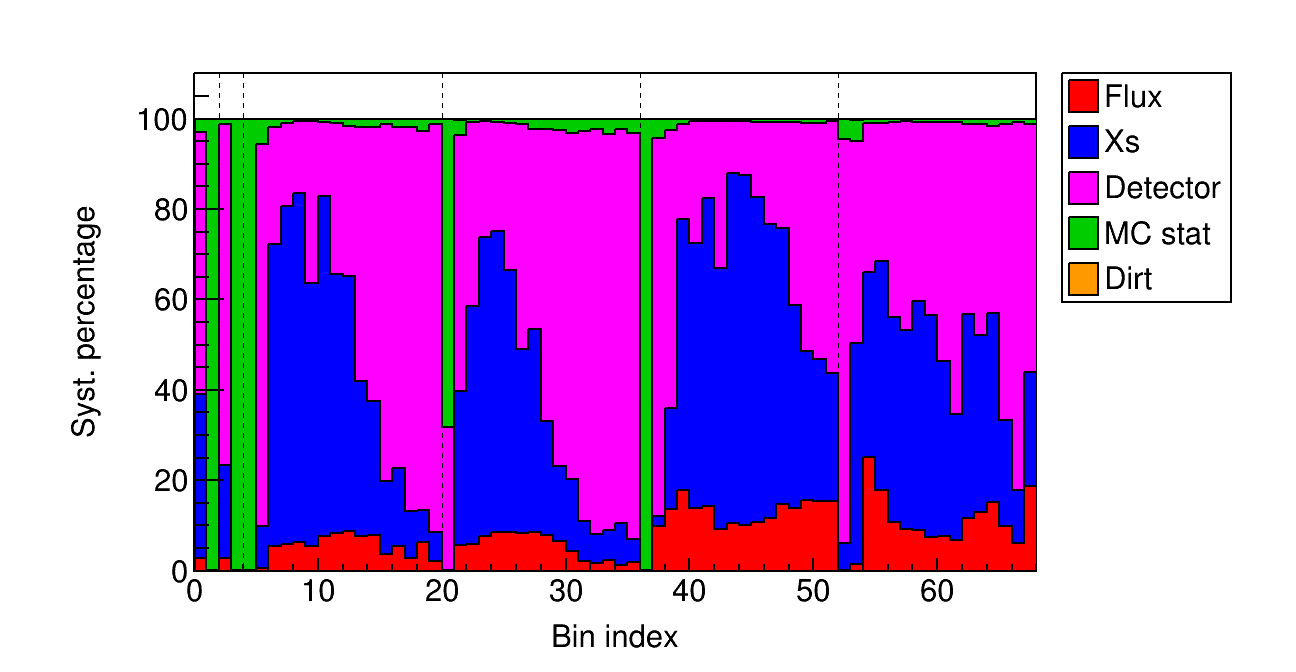 Syst. percentage
100
80
60
40
20
0
0 10 20 30 40 50 60
Bin index
Flux
Xs
Detector
MC stat
Dirt